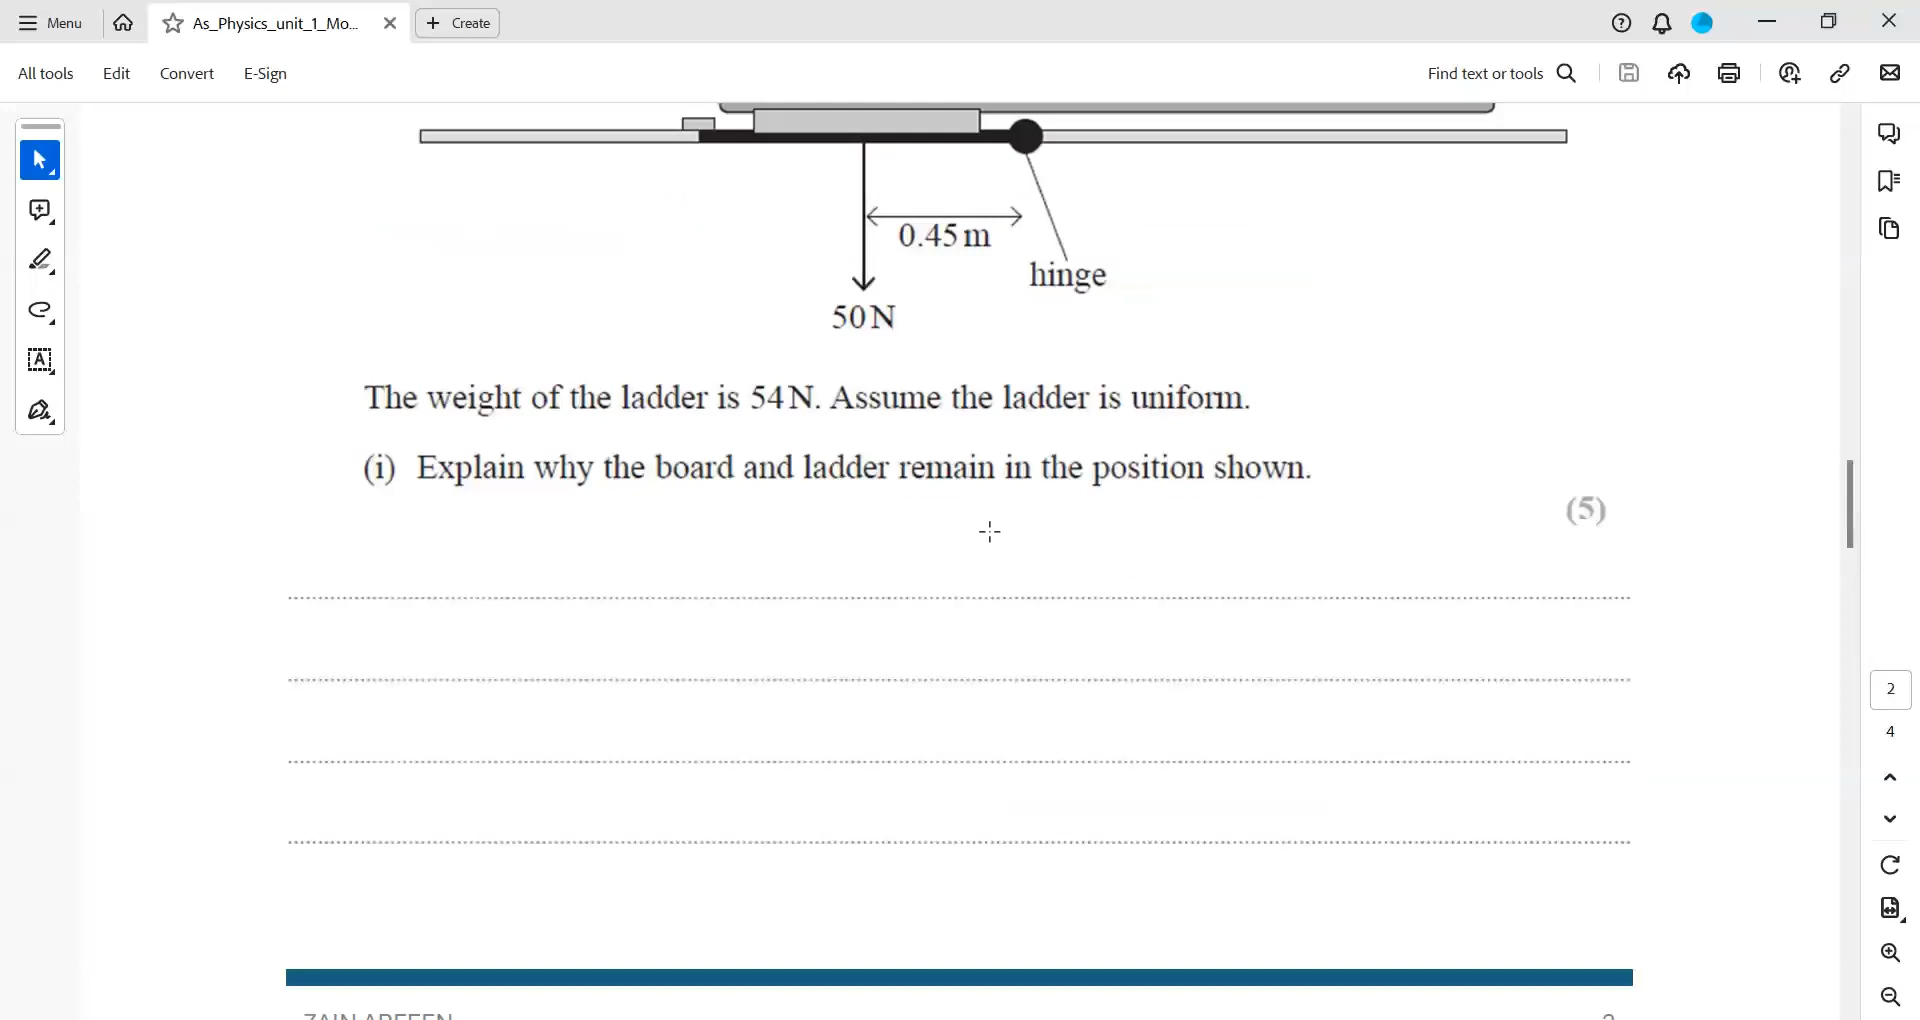 Menu
As_Physics_unit_1_Mo...
Create
All tools
Edit
Convert
E-Sign
Find text or tools
0.45 m
hinge
50 N
The weight of the ladder is 54 N. Assume the ladder is uniform.
(i) Explain why the board and ladder remain in the position shown.
(5)
2
4